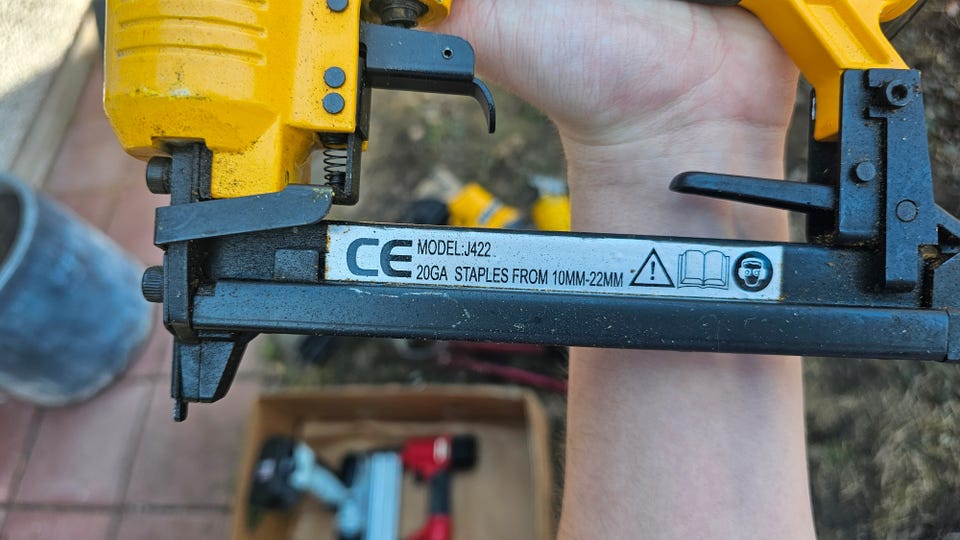 CE
MODEL:J422
20GA STAPLES FROM 10MM-22MM